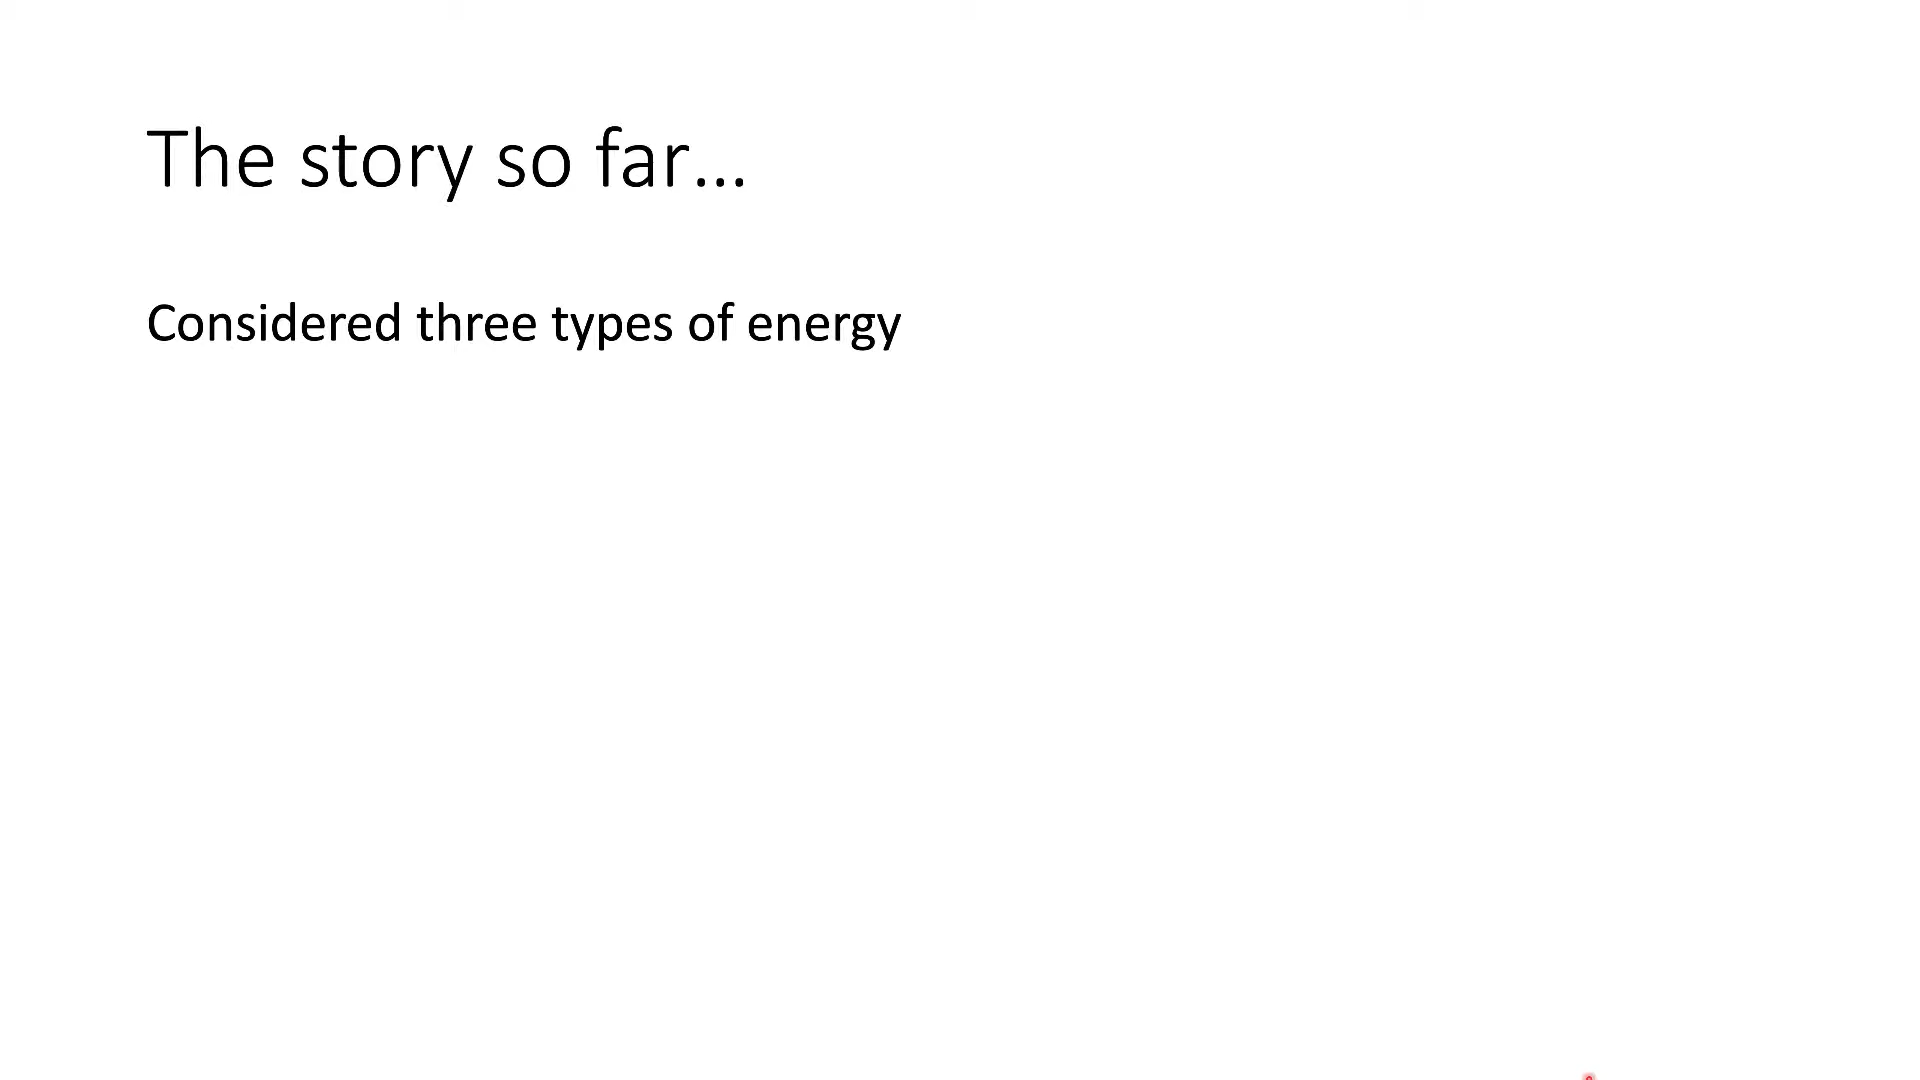 The story so far...
Considered three types of energy